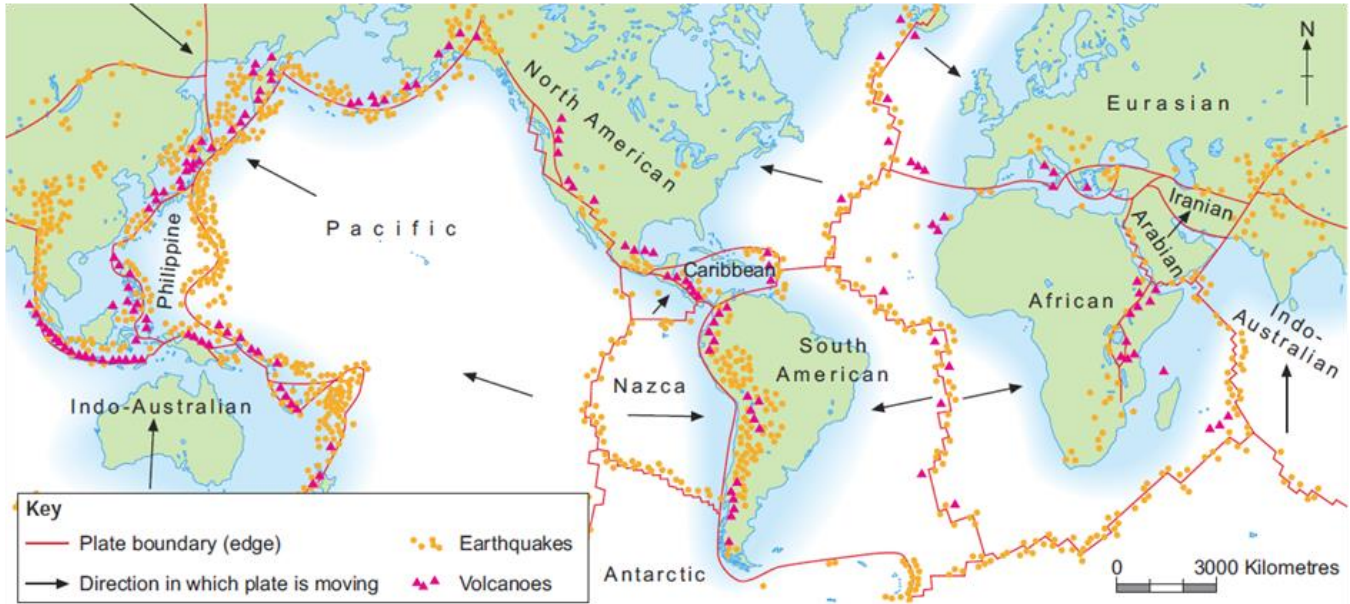 N
North American
Eurasian
Iranian
Arabian
Philippine
Pacific
Caribbean
African
Indo-
Australian
South
American
Nazca
Indo-Australian
Antarctic
Key
Plate boundary (edge)
Earthquakes
Direction in which plate is moving
Volcanoes
0 3000 Kilometres